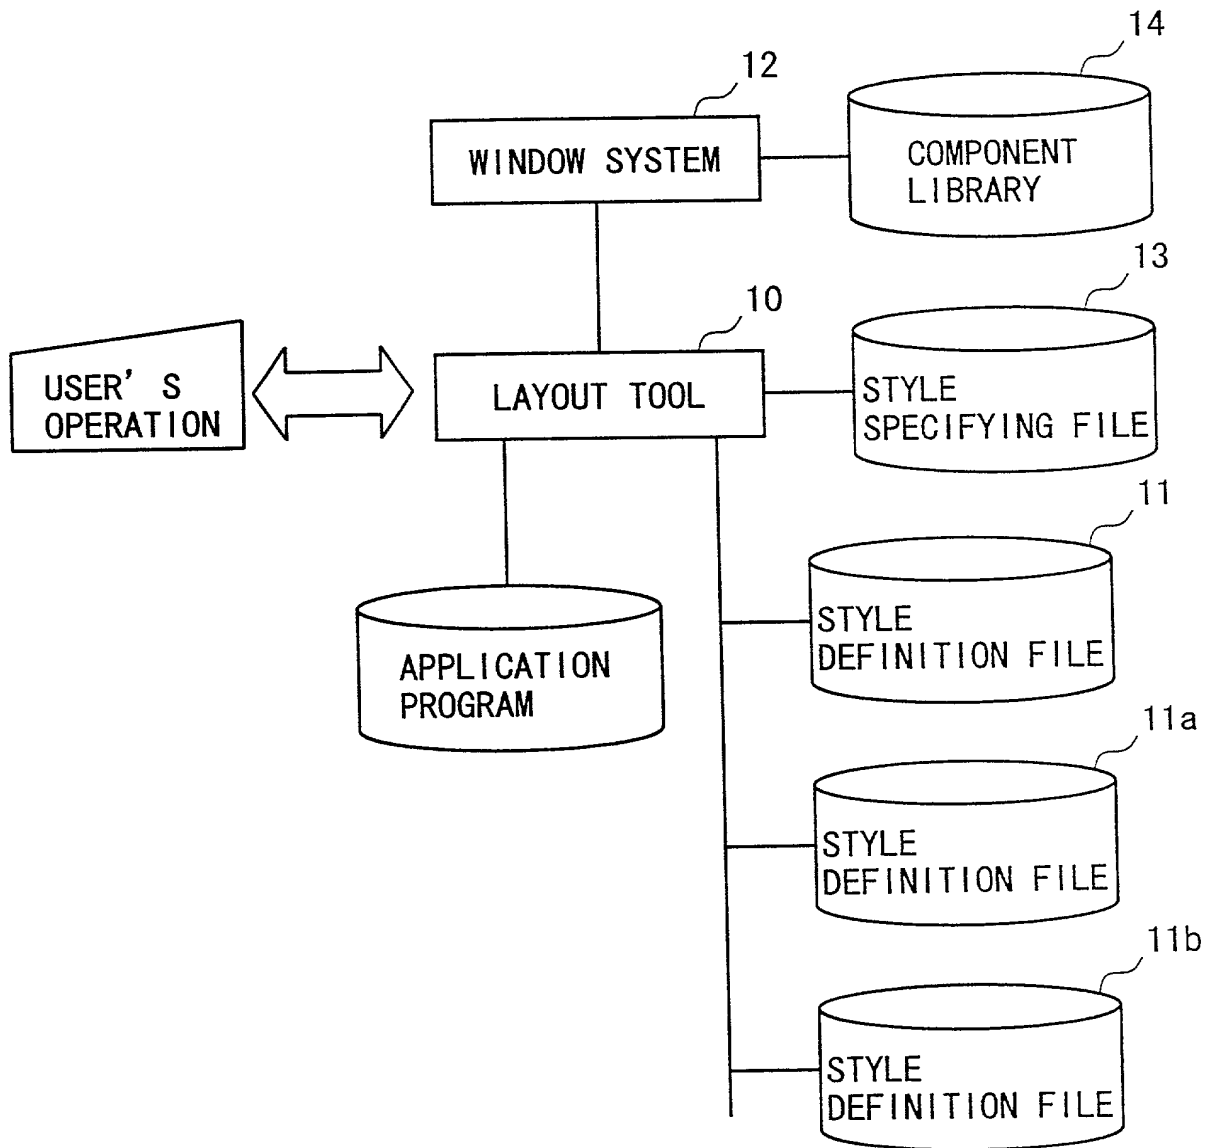 14
12
WINDOW SYSTEM
COMPONENT
LIBRARY
13
10
USER'S
OPERATION
LAYOUT TOOL
STYLE
SPECIFYING FILE
11
STYLE
DEFINITION FILE
APPLICATION
PROGRAM
11a
STYLE
DEFINITION FILE
11b
STYLE
DEFINITION FILE